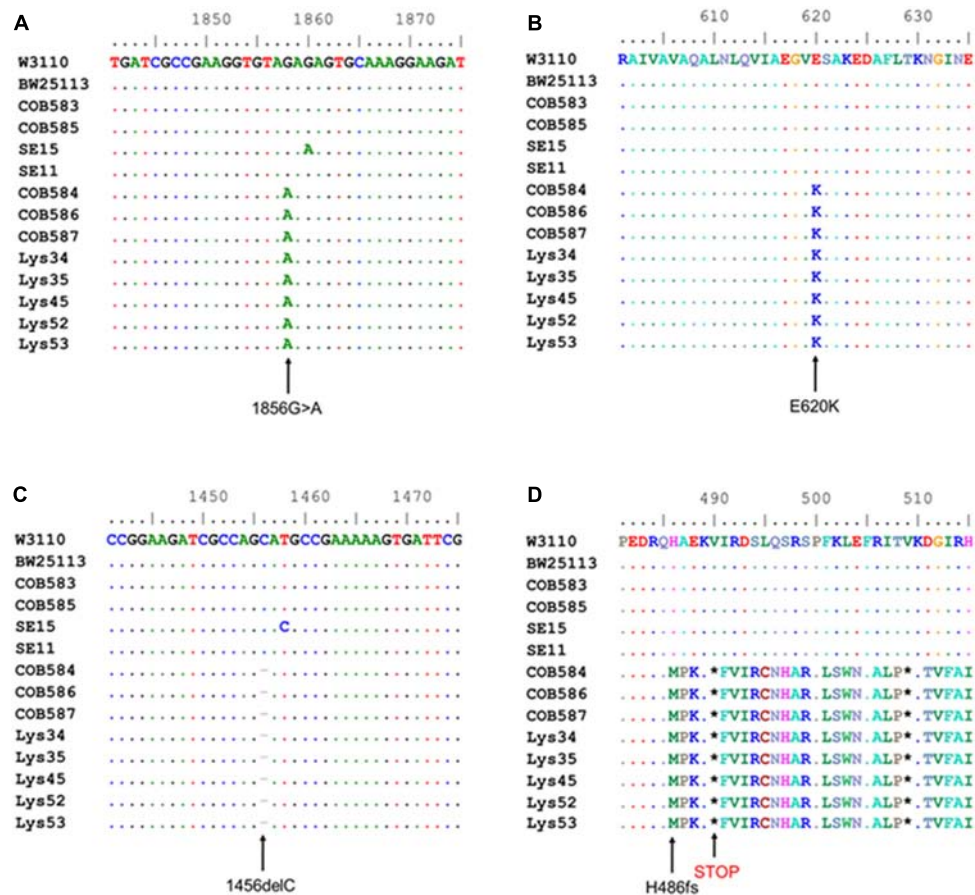 A
1850 1860 1870
W3110 TGATCGCCGAAGGTGTAGAGAGTGCAAAGGAAGAT
BW25113 ...................................
COB583 ...................................
COB585 ...................................
SE15 ...................A...............
SE11 ...................................
COB584 .................A.................
COB586 .................A.................
COB587 .................A.................
Lys34 .................A.................
Lys35 .................A.................
Lys45 .................A.................
Lys52 .................A.................
Lys53 .................A.................
1856G>A
B
610 620 630
W3110 RAIVAVAQALNLQVIAEGVESAKEDAFLTKNGINE
BW25113 ...................................
COB583 ...................................
COB585 ...................................
SE15 ...................................
SE11 ...................................
COB584 ...................K...............
COB586 ...................K...............
COB587 ...................K...............
Lys34 ...................K...............
Lys35 ...................K...............
Lys45 ...................K...............
Lys52 ...................K...............
Lys53 ...................K...............
E620K
C
1450 1460 1470
W3110 CCGGAAGATCGCCAGCATGCCGAAAAAGTGATTCG
BW25113 ...................................
COB583 ...................................
COB585 ...................................
SE15 .................C.................
SE11 ...................................
COB584 ...............-...................
COB586 ...............-...................
COB587 ...............-...................
Lys34 ...............-...................
Lys35 ...............-...................
Lys45 ...............-...................
Lys52 ...............-...................
Lys53 ...............-...................
1456delC
D
490 500 510
W3110 PEDRQHAEKVIRDSLQSRSPFKLEFRITVKDGIRH
BW25113 ...................................
COB583 ...................................
COB585 ...................................
SE15 ...................................
SE11 ...................................
COB584 .....MPK.*FVIRCNHAR.LSWN.ALP*.TVFAI
COB586 .....MPK.*FVIRCNHAR.LSWN.ALP*.TVFAI
COB587 .....MPK.*FVIRCNHAR.LSWN.ALP*.TVFAI
Lys34 .....MPK.*FVIRCNHAR.LSWN.ALP*.TVFAI
Lys35 .....MPK.*FVIRCNHAR.LSWN.ALP*.TVFAI
Lys45 .....MPK.*FVIRCNHAR.LSWN.ALP*.TVFAI
Lys52 .....MPK.*FVIRCNHAR.LSWN.ALP*.TVFAI
Lys53 .....MPK.*FVIRCNHAR.LSWN.ALP*.TVFAI
STOP
H486fs